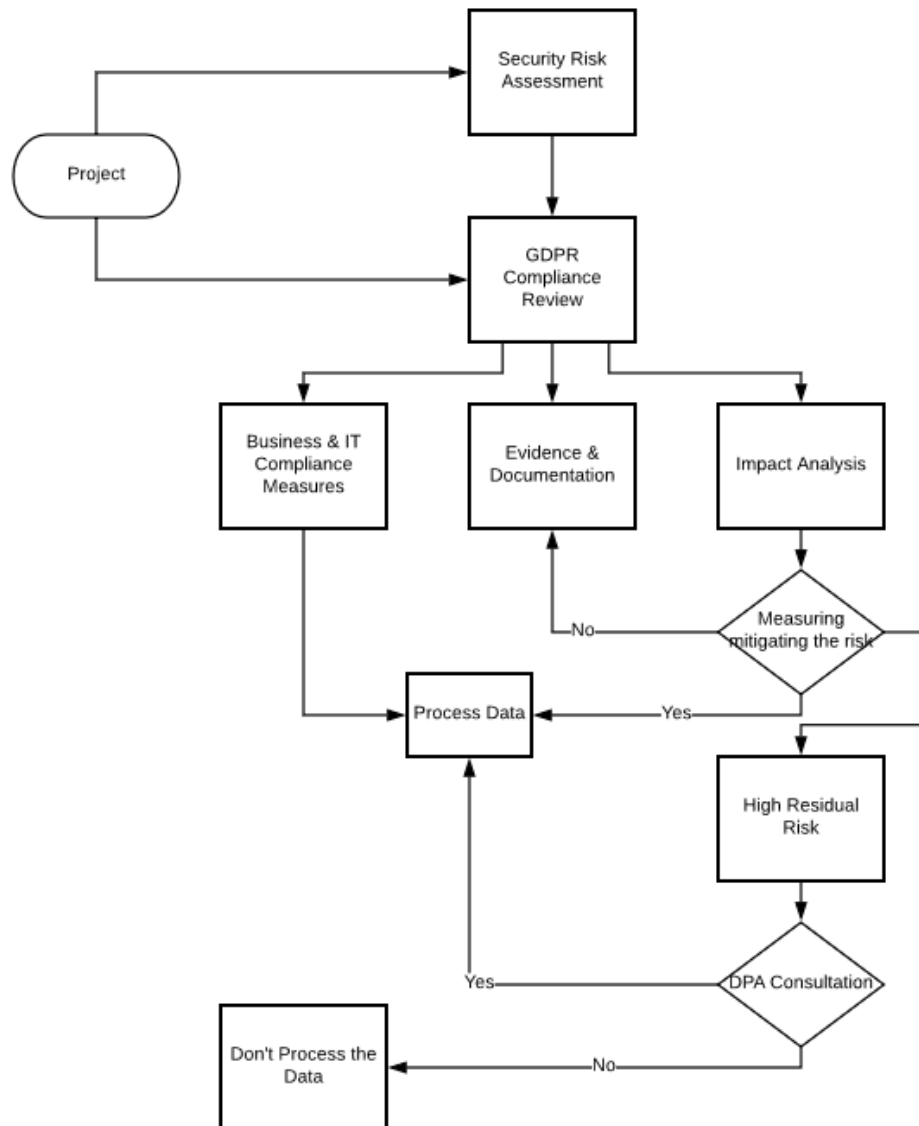 Security Risk
Assessment
Project
GDPR
Compliance
Review
Business & IT
Compliance
Measures
Evidence &
Documentation
Impact Analysis
Measuring
mitigating the risk
No
Process Data
Yes
High Residual
Risk
DPA Consultation
Yes
Don't Process the
Data
No